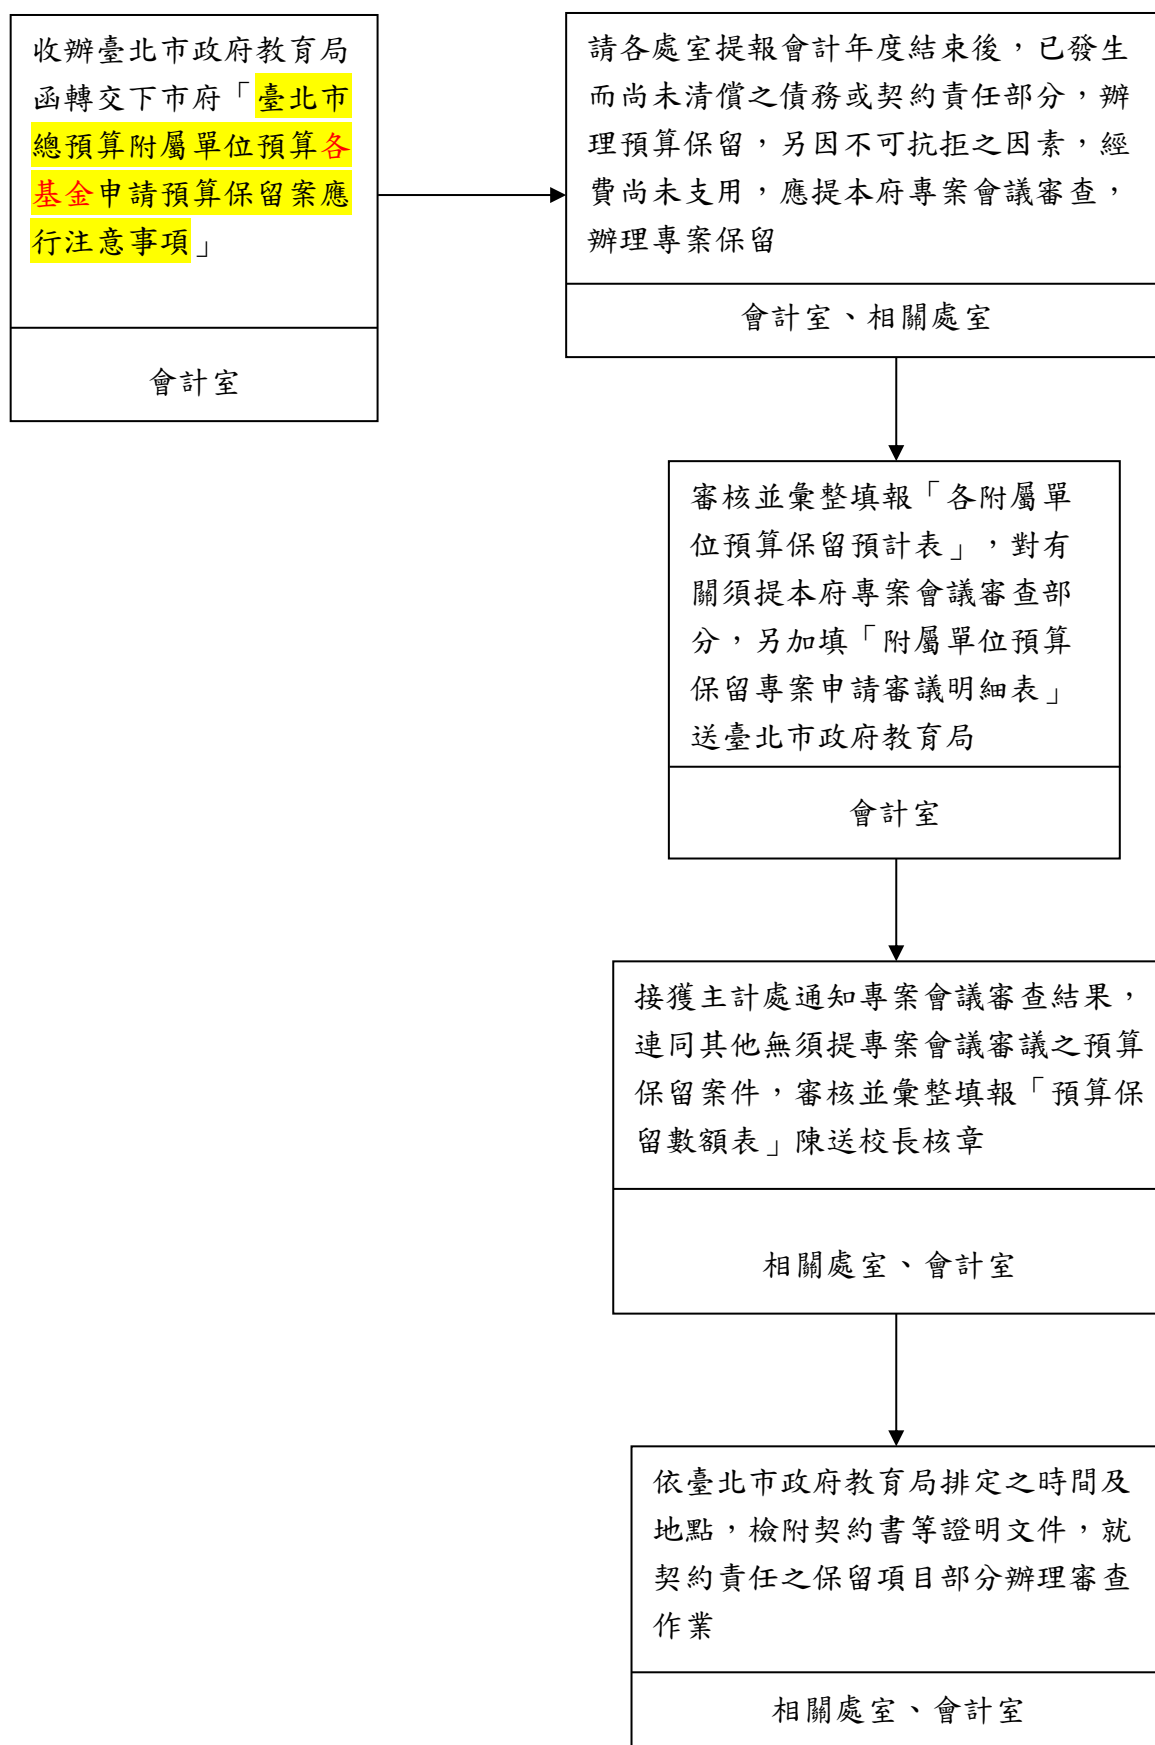 收辦臺北市政府教育局
函轉交下市府「臺北市
總預算附屬單位預算各
基金申請預算保留案應
行注意事項」
會計室
請各處室提報會計年度結束後，已發生
而尚未清償之債務或契約責任部分，辦
理預算保留，另因不可抗拒之因素，經
費尚未支用，應提本府專案會議審查，
辦理專案保留
會計室、相關處室
審核並彙整填報「各附屬單
位預算保留預計表」，對有
關須提本府專案會議審查部
分，另加填「附屬單位預算
保留專案申請審議明細表」
送臺北市政府教育局
會計室
接獲主計處通知專案會議審查結果，
連同其他無須提專案會議審議之預算
保留案件，審核並彙整填報「預算保
留數額表」陳送校長核章
相關處室、會計室
依臺北市政府教育局排定之時間及
地點，檢附契約書等證明文件，就
契約責任之保留項目部分辦理審查
作業
相關處室、會計室